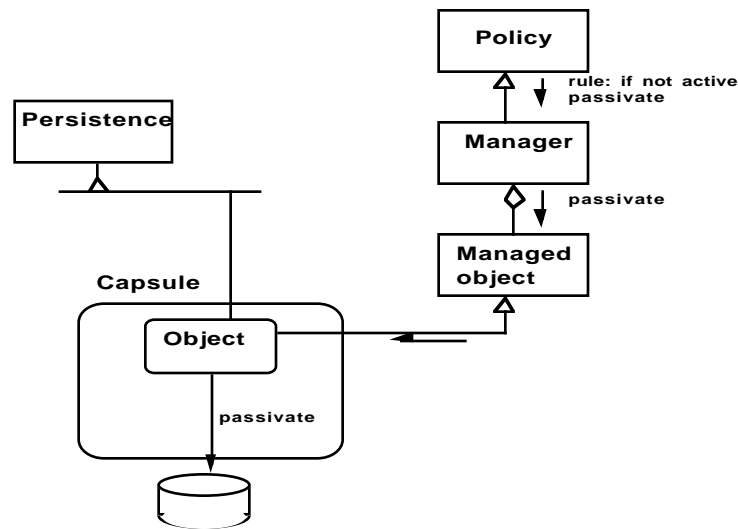 Policy
rule: if not active
passivate
Persistence
Manager
passivate
Managed
object
Capsule
Object
passivate